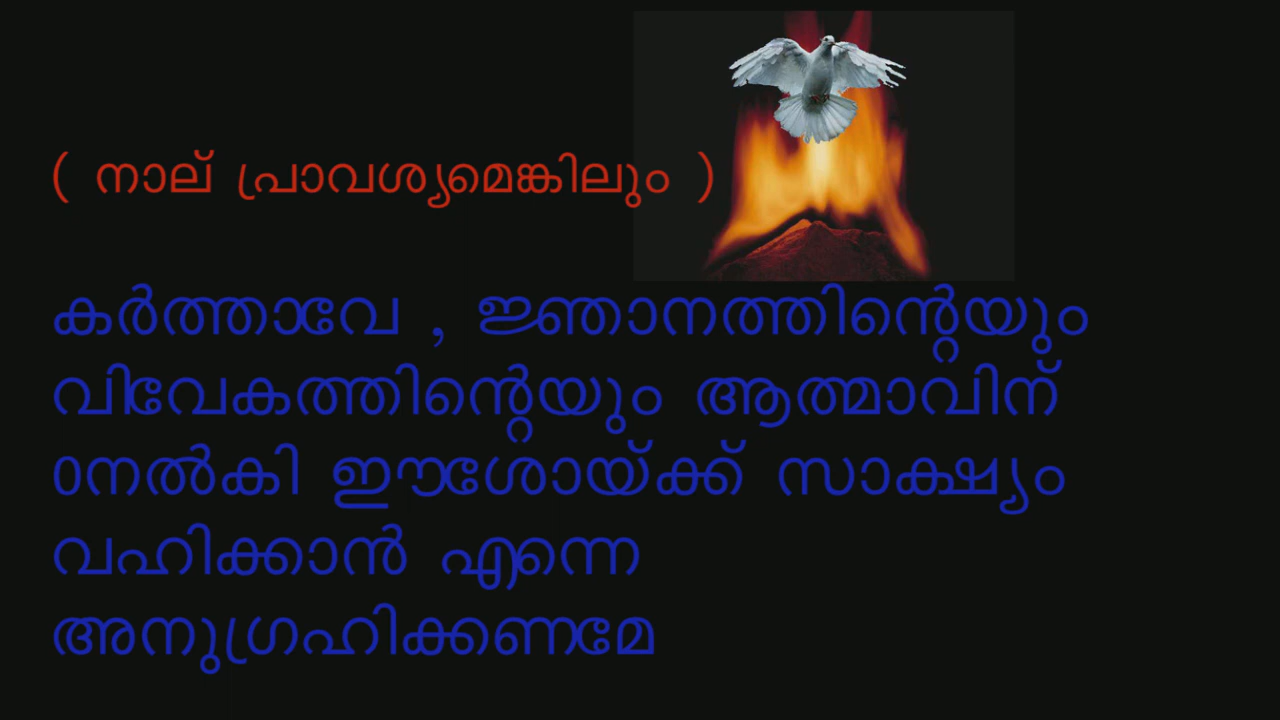 ( നാല് പ്രാവശ്യമെങ്കിലും )
കർത്താവേ , ജ്ഞാനത്തിന്റെയും
വിവേകത്തിന്റെയും ആത്മാവിന്
0നൽകി ഈശോയ്ക്ക് സാക്ഷ്യം
വഹിക്കാൻ എന്നെ
അനുഗ്രഹിക്കണമേ